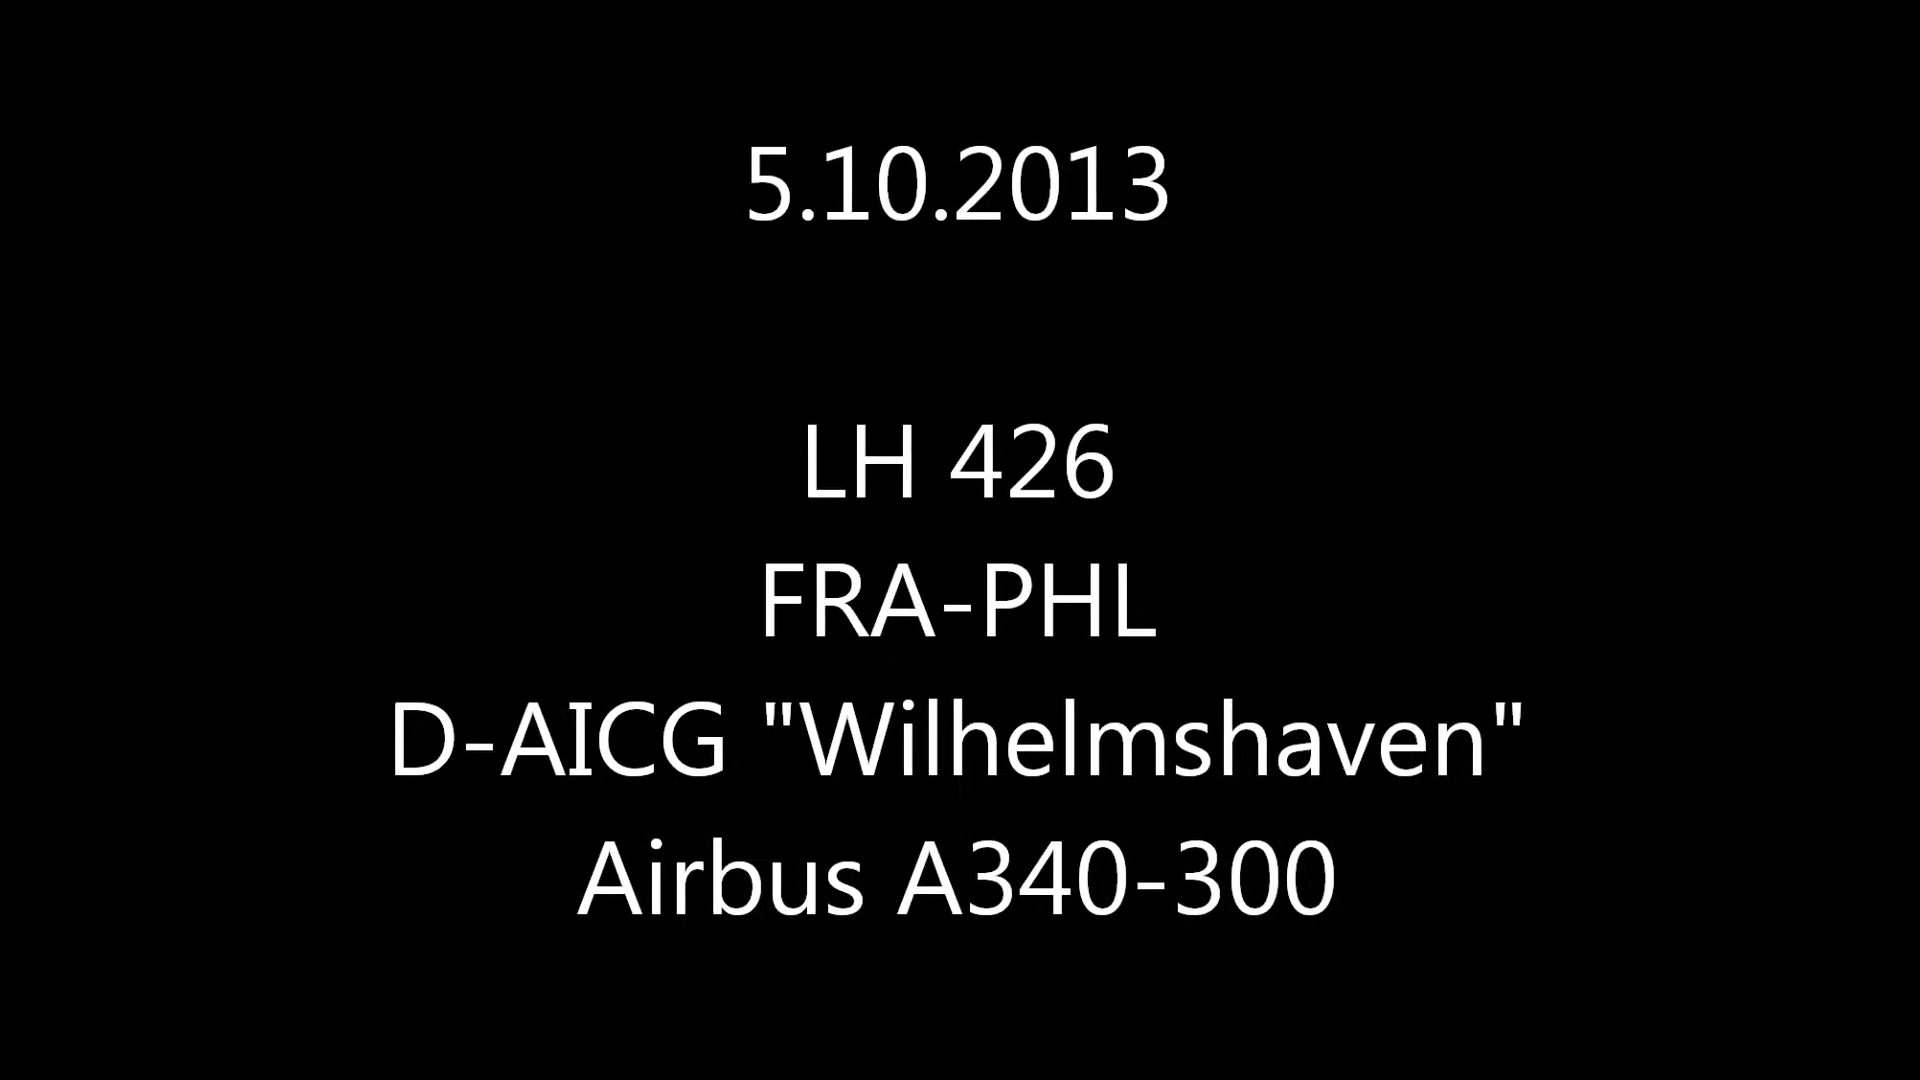 5.10.2013
LH 426
FRA-PHL
D-AICG "Wilhelmshaven"
Airbus A340-300